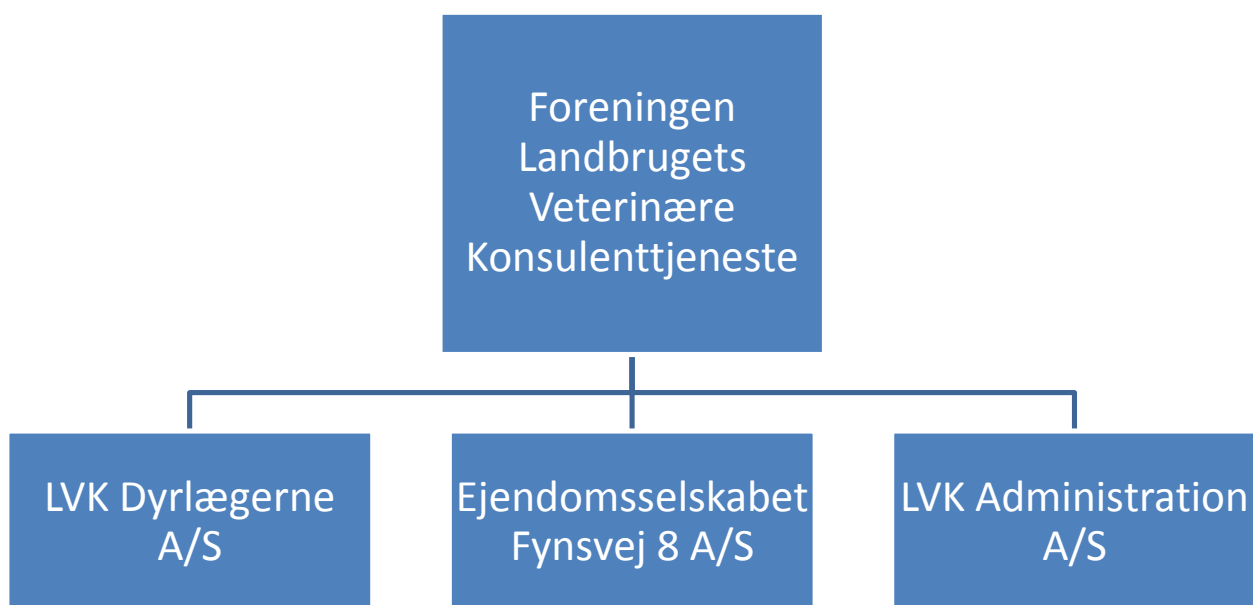 Foreningen
Landbrugets
Veterinære
Konsulenttjeneste
LVK Dyrlægerne
A/S
Ejendomsselskabet
Fynsvej 8 A/S
LVK Administration
A/S